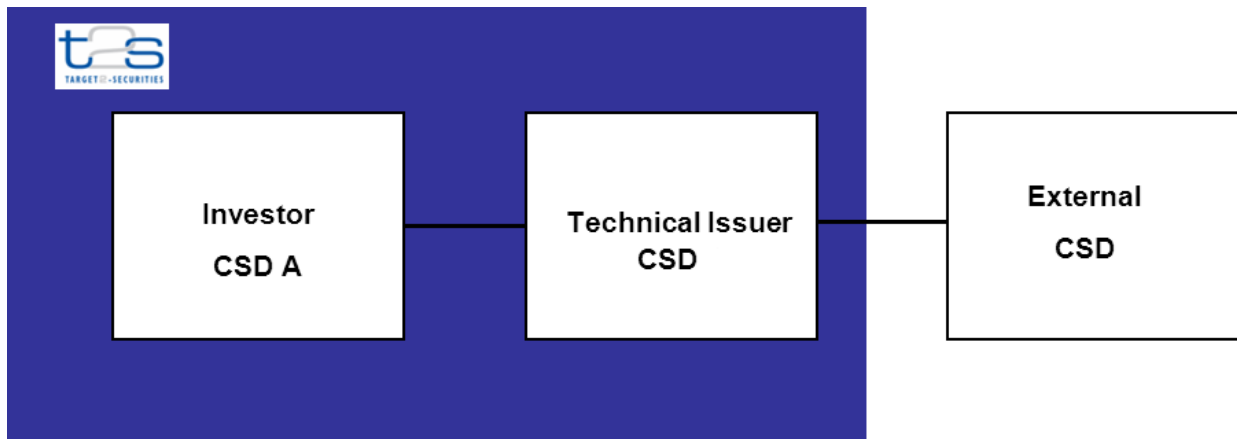 t2s
TARGET2-SECURITIES
Investor
CSD A
Technical Issuer
CSD
External
CSD